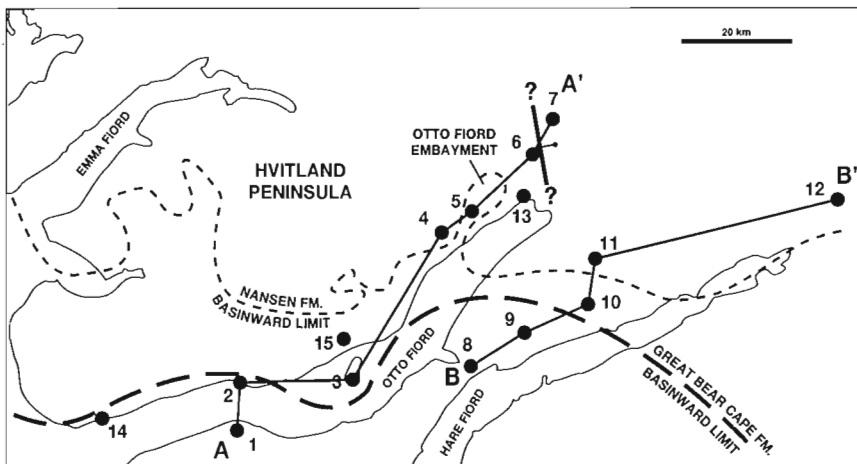 20 km
A'
?
7
EMMA FIORD
OTTO FIORD
EMBAYMENT
6
HVITLAND
PENINSULA
B'
12
?
5
13
4
11
NANSEN FM.
BASINWARD LIMIT
10
15
9
OTTO FIORD
8
3
B
2
GREAT BEAR CAPE FM.
BASINWARD LIMIT
HARE FIORD
14
A
1